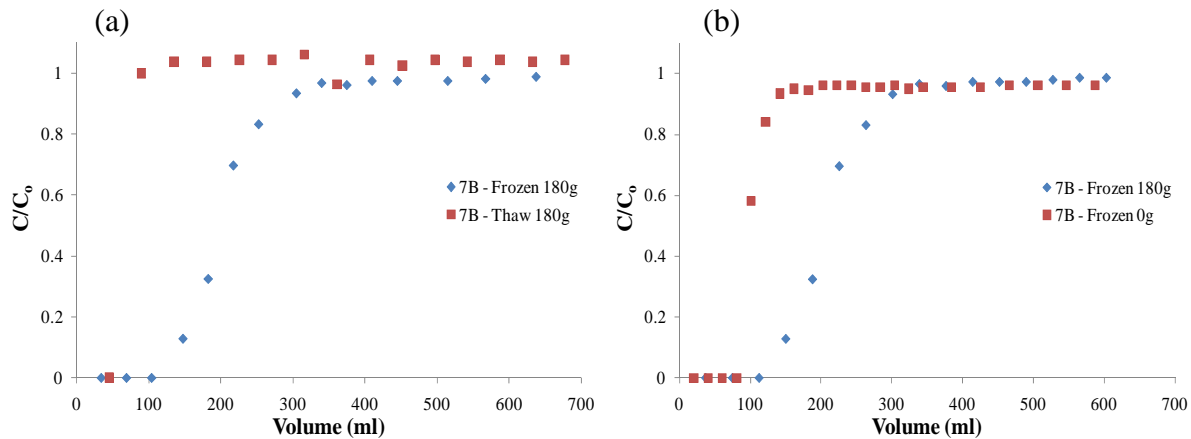 (a)
1
0.8
0.6
0.4
0.2
0
C/Co
0 100 200 300 400 500 600 700
Volume (ml)
7B - Frozen 180g
7B - Thaw 180g
(b)
1
0.8
0.6
0.4
0.2
0
C/Co
0 100 200 300 400 500 600 700
Volume (ml)
7B - Frozen 180g
7B - Frozen 0g